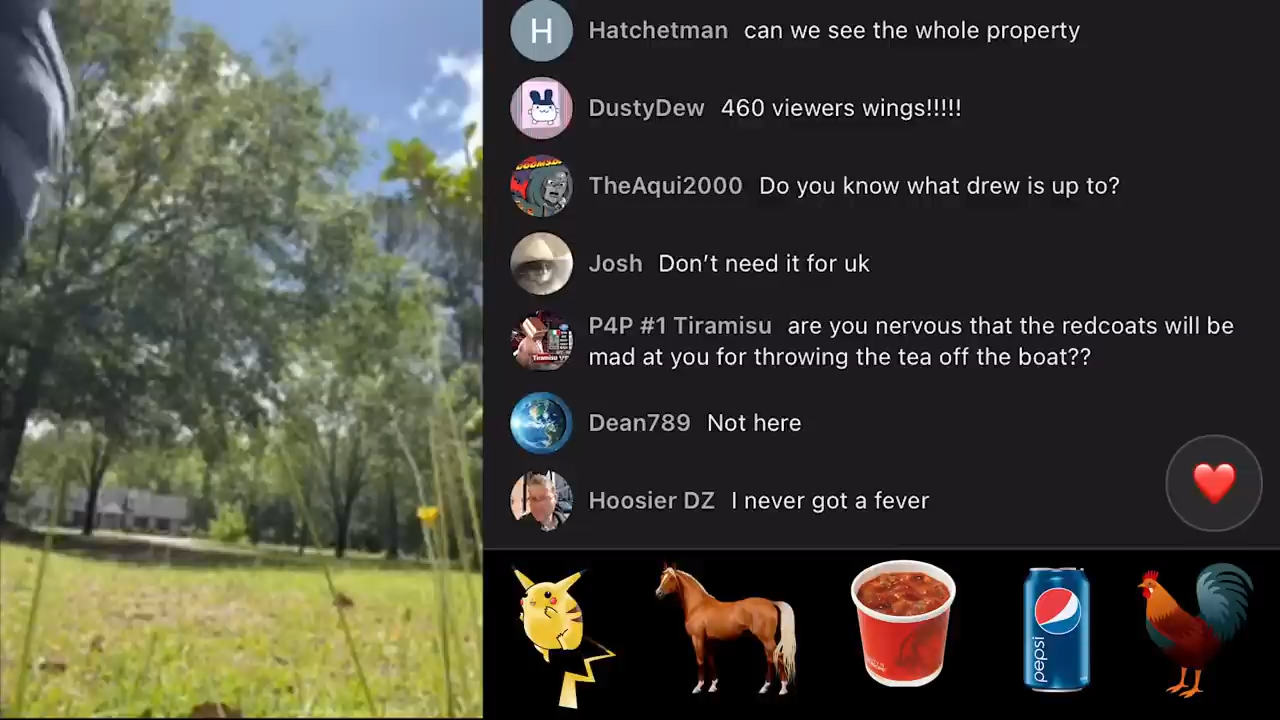 H
Hatchetman can we see the whole property
DustyDew 460 viewers wings!!!!!
DOOMSD
TheAqui2000 Do you know what drew is up to?
Josh Don’t need it for uk
P4P #1 Tiramisu are you nervous that the redcoats will be
mad at you for throwing the tea off the boat??
Tiramisu
Dean789 Not here
Hoosier DZ I never got a fever
pepsi